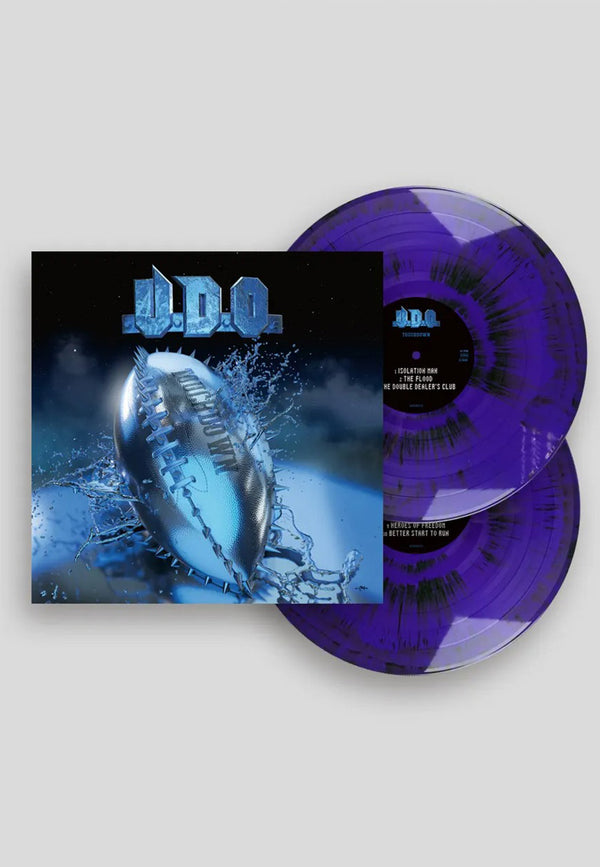 U.D.O.
TOUCHDOWN
U.D.O.
TOUCHDOWN
1 ISOLATION MAN
2 THE FLOOD
THE DOUBLE DEALER'S CLUB
HEROES OF FREEDOM
BETTER START TO RUN